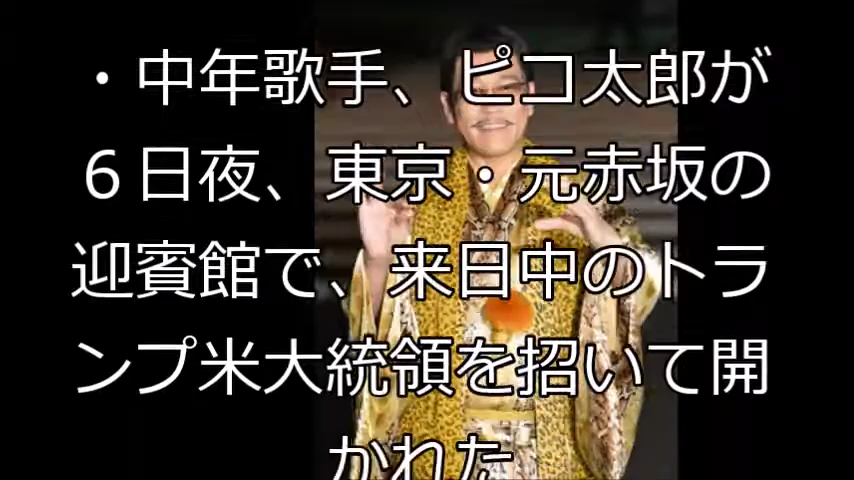 ・中年歌手、ピコ太郎が
６日夜、東京・元赤坂の
迎賓館で、来日中のトラ
ンプ米大統領を招いて開
かれた